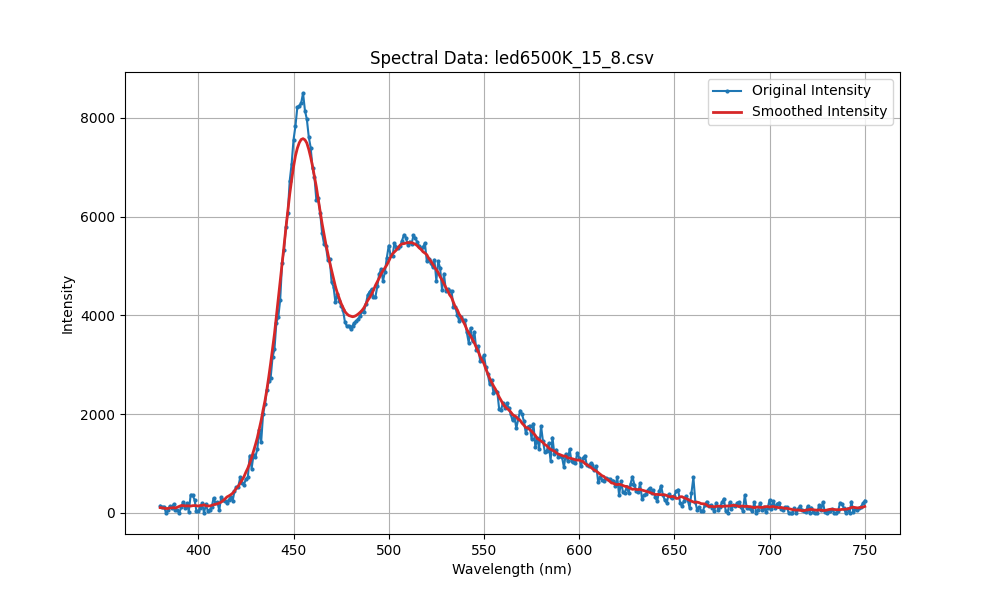 Spectral Data: led6500K_15_8.csv
Original Intensity
Smoothed Intensity
8000
6000
4000
2000
0
Intensity
400 450 500 550 600 650 700 750
Wavelength (nm)